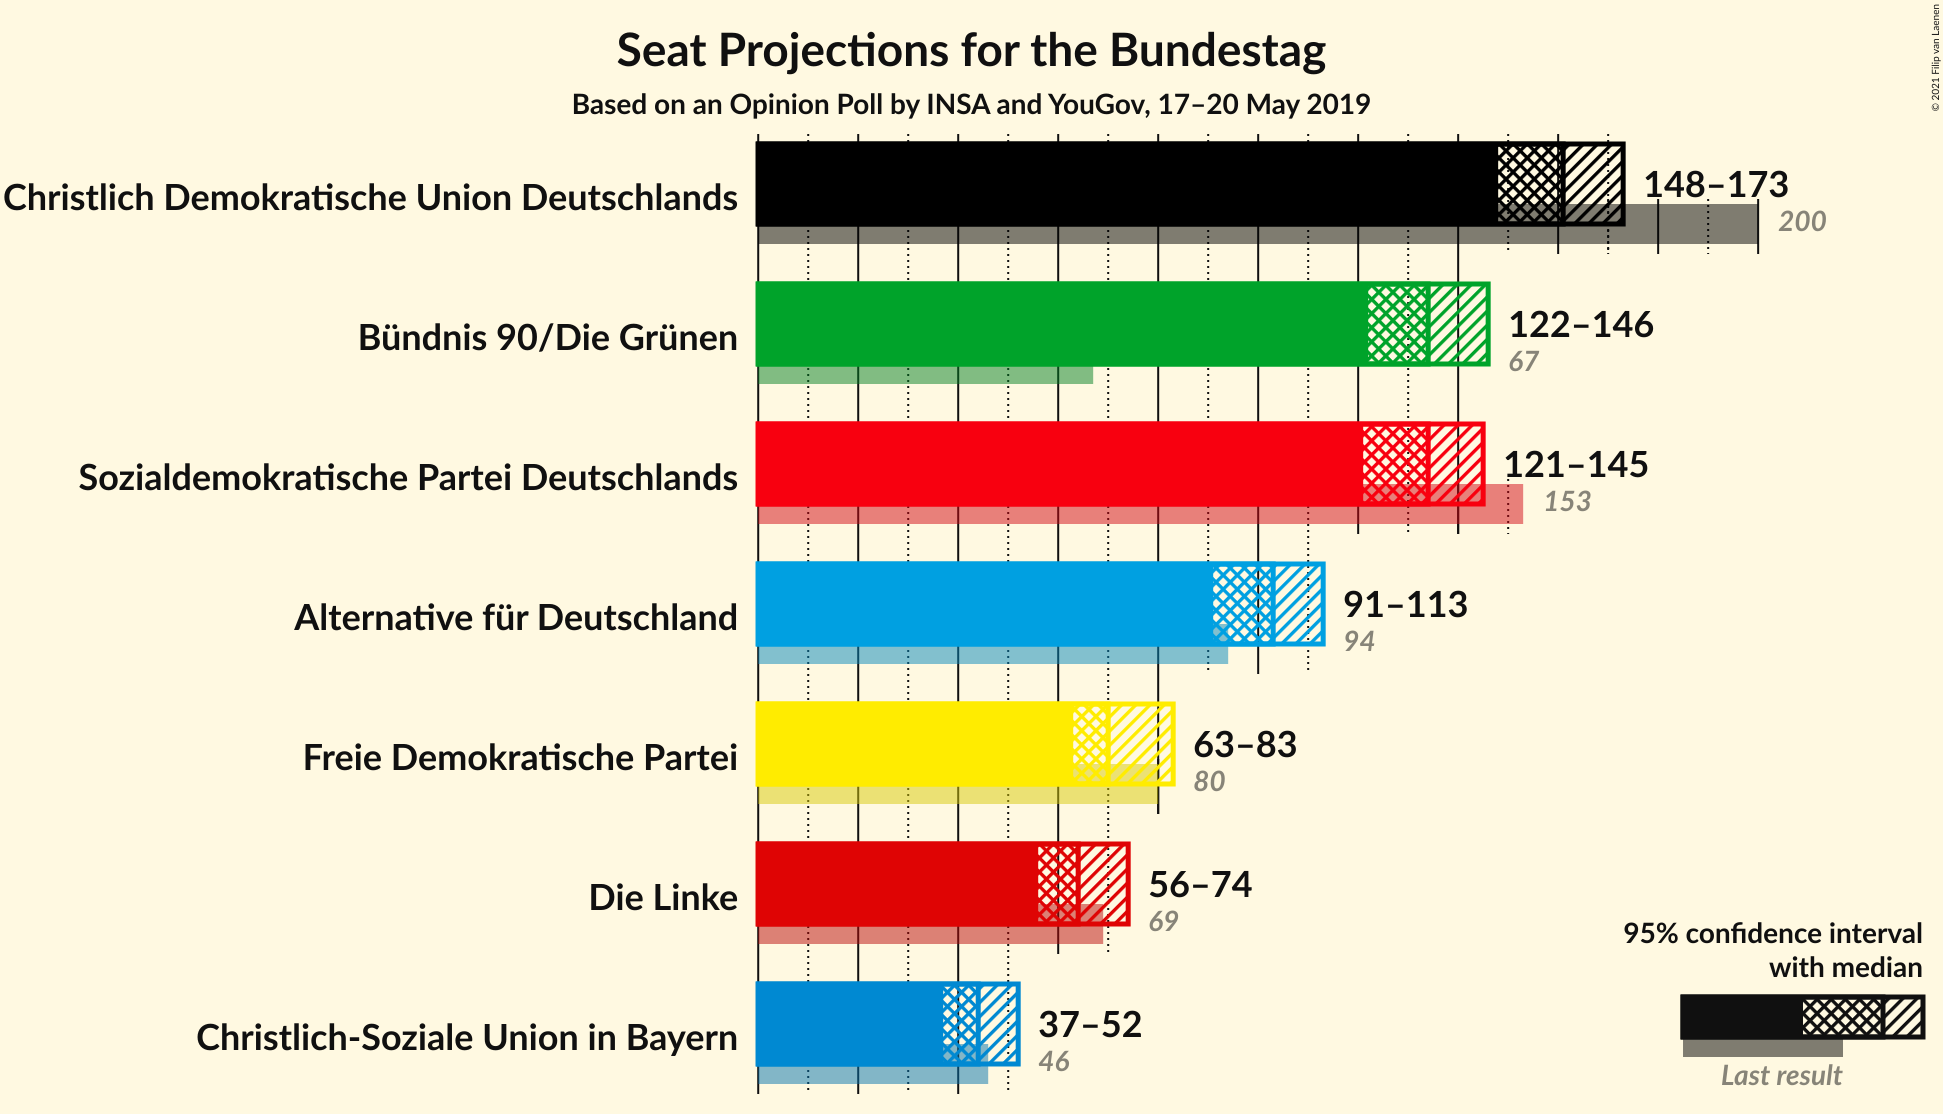 Seat Projections for the Bundestag
Based on an Opinion Poll by INSA and YouGov, 17–20 May 2019
© 2021 Filip van Laenen
Christlich Demokratische Union Deutschlands
148–173
200
Bündnis 90/Die Grünen
122–146
67
Sozialdemokratische Partei Deutschlands
121–145
153
Alternative für Deutschland
91–113
94
Freie Demokratische Partei
63–83
80
Die Linke
56–74
69
Christlich-Soziale Union in Bayern
37–52
46
95% confidence interval
with median
Last result